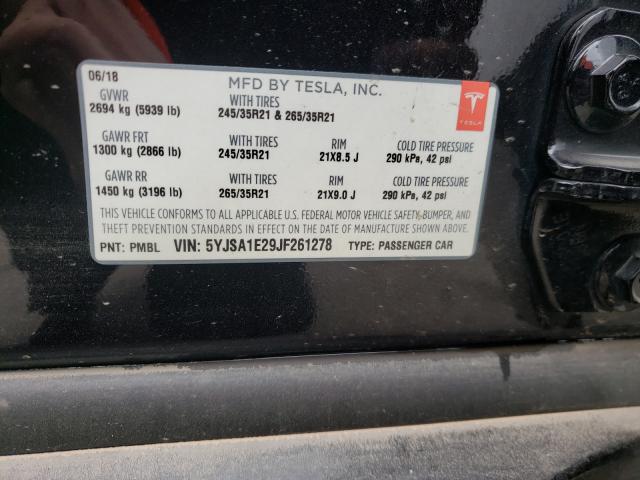 06/18 MFD BY TESLA, INC.
GVWR WITH TIRES
2694 kg (5939 lb) 245/35R21 & 265/35R21
TESLA
GAWR FRT WITH TIRES RIM COLD TIRE PRESSURE
1300 kg (2866 lb) 245/35R21 21X8.5 J 290 kPa, 42 psi
GAWR RR WITH TIRES RIM COLD TIRE PRESSURE
1450 kg (3196 lb) 265/35R21 21X9.0 J 290 kPa, 42 psi
THIS VEHICLE CONFORMS TO ALL APPLICABLE U.S. FEDERAL MOTOR VEHICLE SAFETY, BUMPER, AND
THEFT PREVENTION STANDARDS IN EFFECT ON THE DATE OF MANUFACTURE SHOWN ABOVE.
PNT: PMBL VIN: 5YJSA1E29JF261278 TYPE: PASSENGER CAR